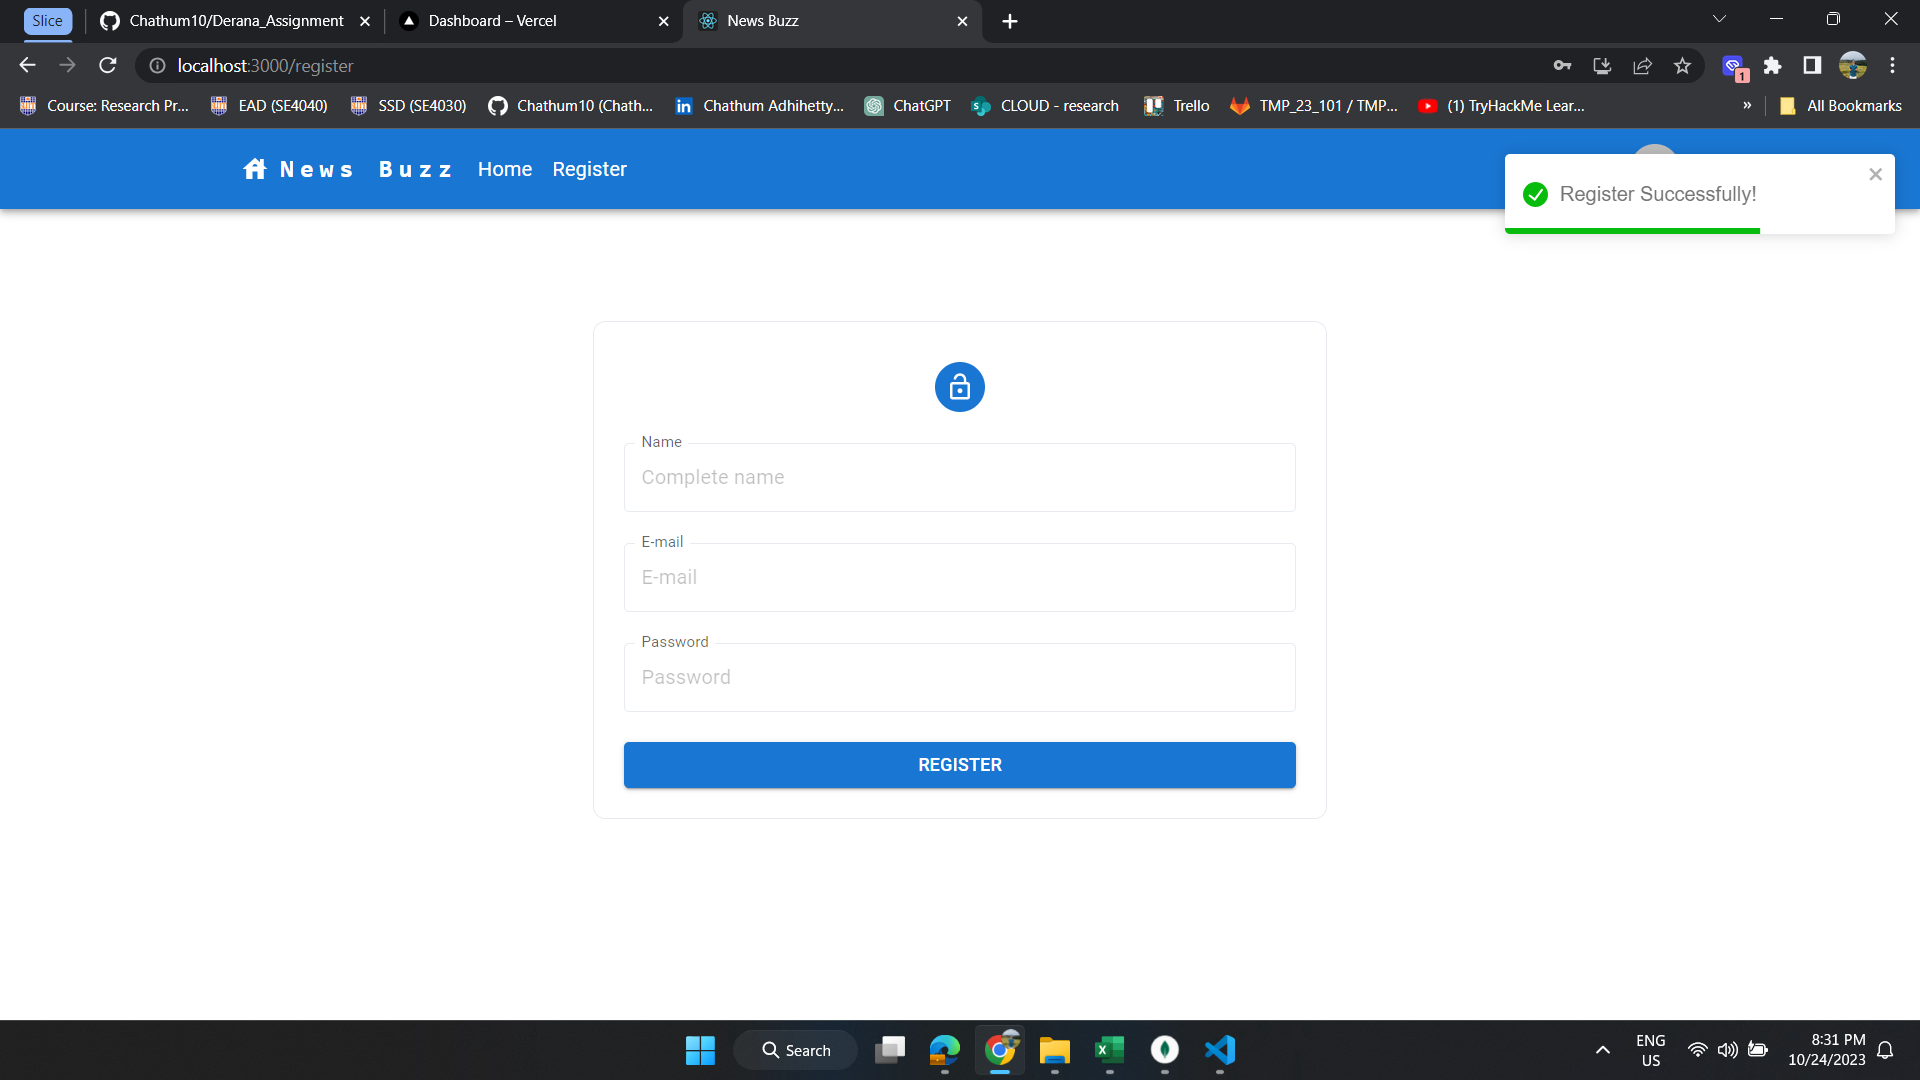 Slice
Chathum10/Derana_Assignment
Dashboard – Vercel
News Buzz
localhost:3000/register
1
Course: Research Pr...
EAD (SE4040)
SSD (SE4030)
Chathum10 (Chath...
Chathum Adhihetty...
ChatGPT
CLOUD - research
Trello
TMP_23_101 / TMP...
(1) TryHackMe Lear...
»
All Bookmarks
News Buzz
Home
Register
Register Successfully!
Name
Complete name
E-mail
E-mail
Password
Password
REGISTER
Search
ENG
US
8:31 PM
10/24/2023